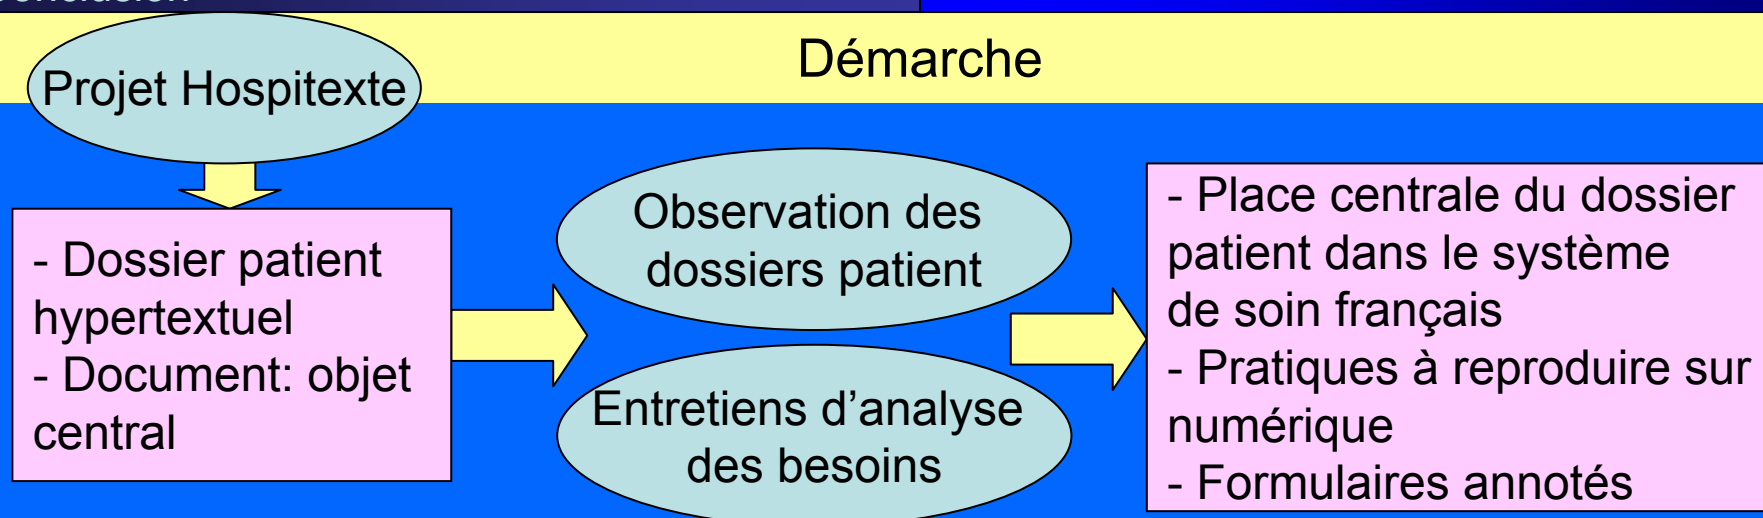 Démarche
Projet Hospitexte
- Dossier patient
hypertextuel
- Document: objet
central
Observation des
dossiers patient
Entretiens d’analyse
des besoins
- Place centrale du dossier
patient dans le système
de soin français
- Pratiques à reproduire sur
numérique
- Formulaires annotés